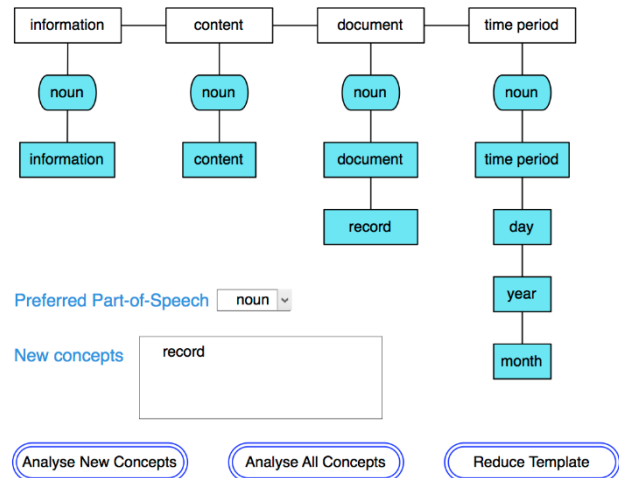 information content document time period
noun noun noun noun
information content document time period
record day
Preferred Part-of-Speech noun year
New concepts record month
Analyse New Concepts Analyse All Concepts Reduce Template